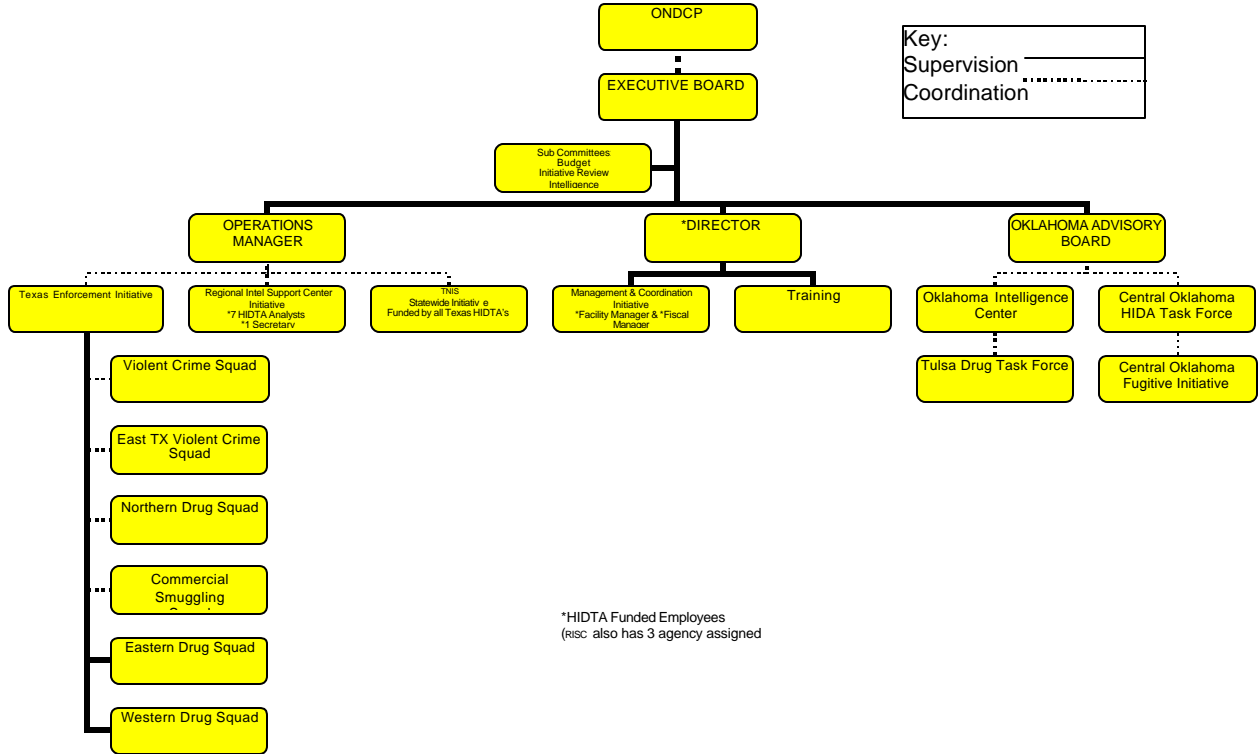 ONDCP
Key:
Supervision
Coordination
EXECUTIVE BOARD
Sub Committees
Budget
Initiative Review
Intelligence
OPERATIONS
MANAGER
*DIRECTOR
OKLAHOMA ADVISORY
BOARD
Texas Enforcement Initiative
Regional Intel Support Center
Initiative
*7 HIDTA Analysts
*1 Secretary
TNIS
Statewide Initiativ e
Funded by all Texas HIDTA's
Management & Coordination
Initiative
*Facility Manager & *Fiscal
Manager
Training
Oklahoma Intelligence
Center
Central Oklahoma
HIDA Task Force
Violent Crime Squad
Tulsa Drug Task Force
Central Oklahoma
Fugitive Initiative
East TX Violent Crime
Squad
Northern Drug Squad
Commercial
Smuggling
Eastern Drug Squad
Western Drug Squad
*HIDTA Funded Employees
(RISC also has 3 agency assigned